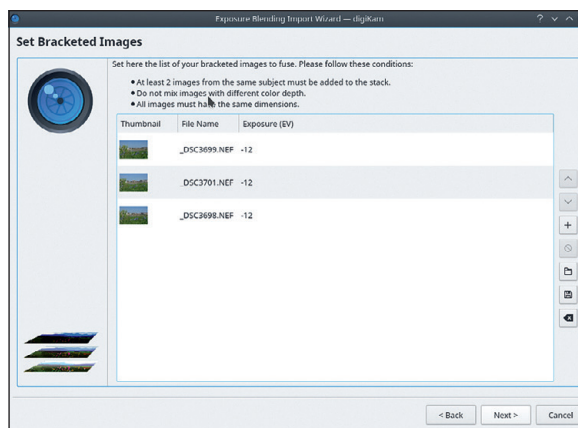 Exposure Blending Import Wizard — digiKam
Set Bracketed Images
Set here the list of your bracketed images to fuse. Please follow these conditions:
• At least 2 images from the same subject must be added to the stack.
• Do not mix images with different color depth.
• All images must have the same dimensions.
Thumbnail File Name Exposure (EV)
_DSC3699.NEF -12
_DSC3701.NEF -12
_DSC3698.NEF -12
< Back Next > Cancel